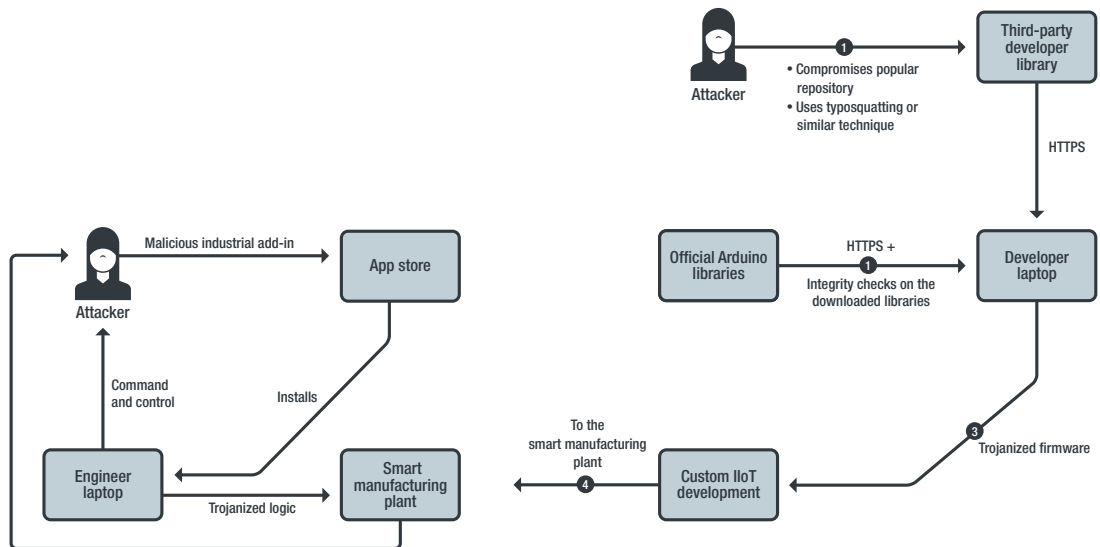 Attacker
1
• Compromises popular
repository
• Uses typosquatting or
similar technique
Third-party
developer
library
HTTPS
Attacker
Malicious industrial add-in
App store
Command
and control
Installs
Engineer
laptop
Trojanized logic
Smart
manufacturing
plant
Official Arduino
libraries
HTTPS +
1
Integrity checks on the
downloaded libraries
Developer
laptop
3
Trojanized firmware
Custom IIoT
development
To the
smart manufacturing
plant
4